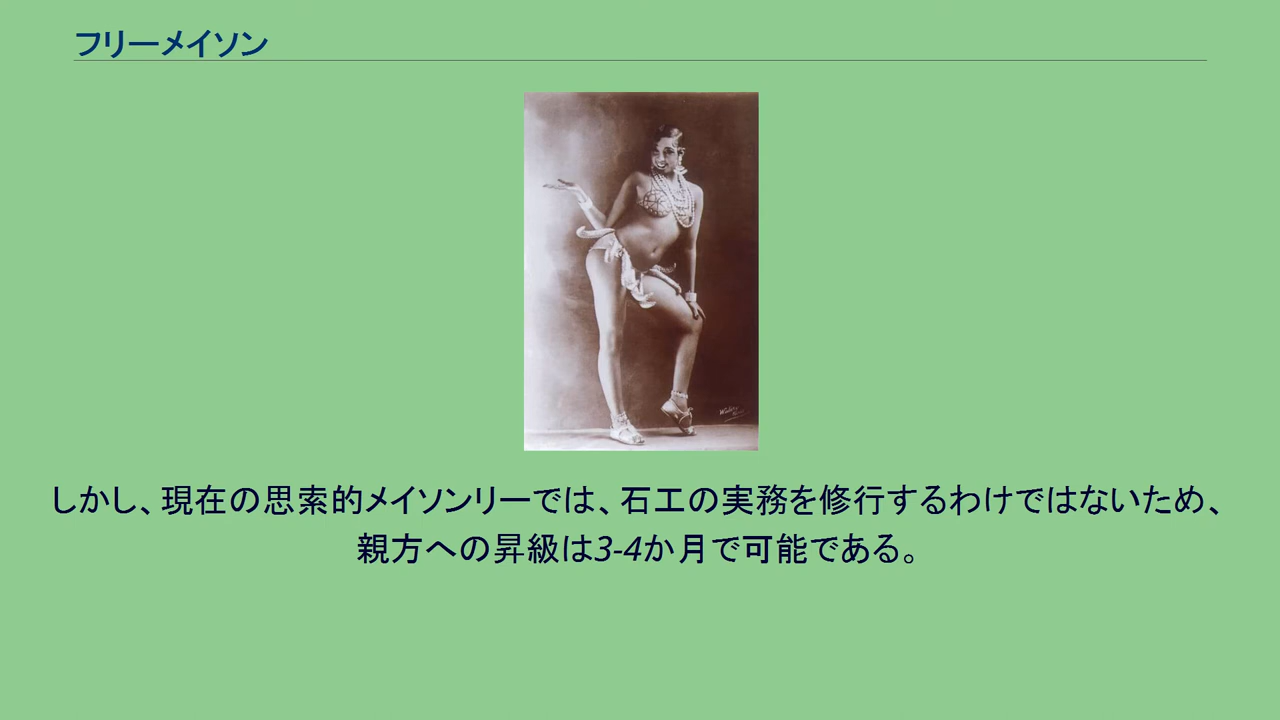 フリーメイソン
しかし、現在の思索的メイソンリーでは、石工の実務を修行するわけではないため、
親方への昇級は3-4か月で可能である。